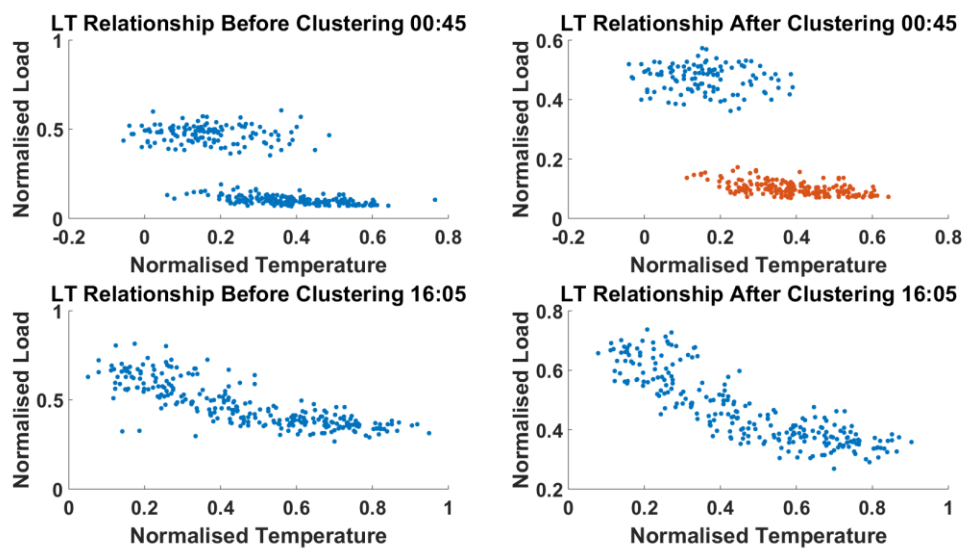 LT Relationship Before Clustering 00:45
1
0.5
0
Normalised Load
-0.2 0 0.2 0.4 0.6 0.8
Normalised Temperature
LT Relationship After Clustering 00:45
0.6
0.4
0.2
0
Normalised Load
-0.2 0 0.2 0.4 0.6 0.8
Normalised Temperature
LT Relationship Before Clustering 16:05
1
0.5
0
Normalised Load
0 0.2 0.4 0.6 0.8 1
Normalised Temperature
LT Relationship After Clustering 16:05
0.8
0.6
0.4
0.2
Normalised Load
0 0.2 0.4 0.6 0.8 1
Normalised Temperature